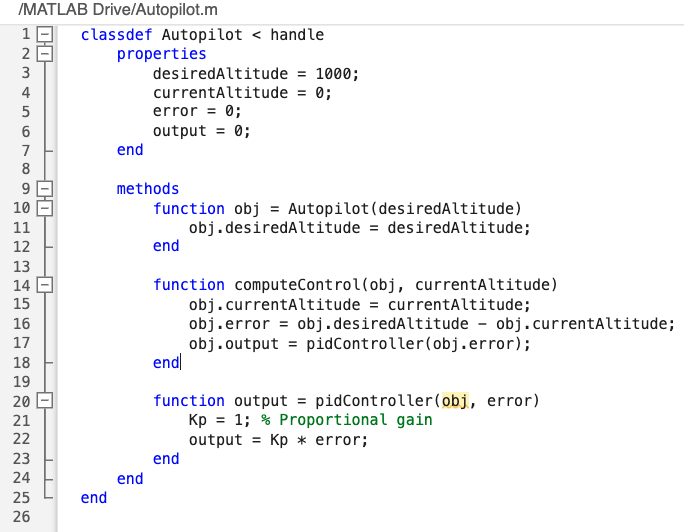 /MATLAB Drive/Autopilot.m
1 classdef Autopilot < handle
2     properties
3         desiredAltitude = 1000;
4         currentAltitude = 0;
5         error = 0;
6         output = 0;
7     end
8
9     methods
10         function obj = Autopilot(desiredAltitude)
11             obj.desiredAltitude = desiredAltitude;
12         end
13
14         function computeControl(obj, currentAltitude)
15             obj.currentAltitude = currentAltitude;
16             obj.error = obj.desiredAltitude - obj.currentAltitude;
17             obj.output = pidController(obj.error);
18         end
19
20         function output = pidController(obj, error)
21             Kp = 1; % Proportional gain
22             output = Kp * error;
23         end
24     end
25 end
26